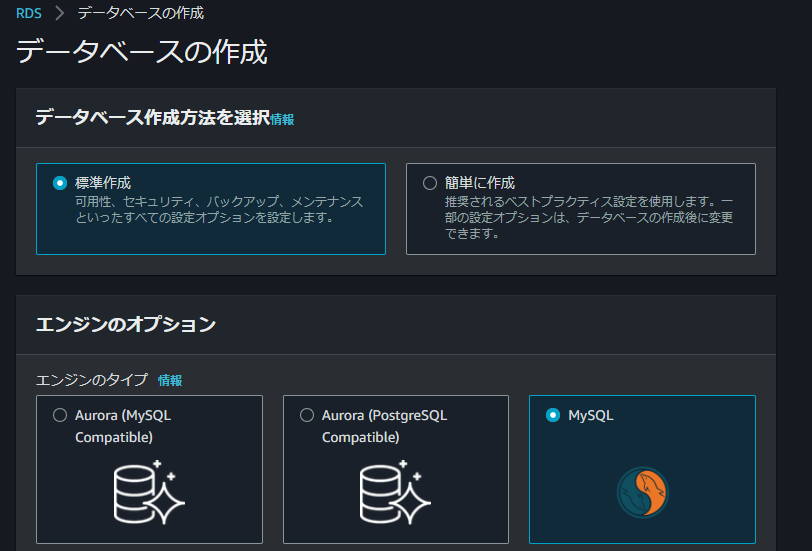 RDS > データベースの作成
データベースの作成
データベース作成方法を選択情報
標準作成
可用性、セキュリティ、バックアップ、メンテナンス
といったすべての設定オプションを設定します。
簡単に作成
推奨されるベストプラクティス設定を使用します。一
部の設定オプションは、データベースの作成後に変更
できます。
エンジンのオプション
エンジンのタイプ 情報
Aurora (MySQL
Compatible)
Aurora (PostgreSQL
Compatible)
MySQL